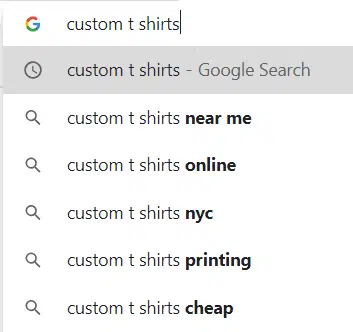 custom t shirts
custom t shirts - Google Search
custom t shirts near me
custom t shirts online
custom t shirts nyc
custom t shirts printing
custom t shirts cheap